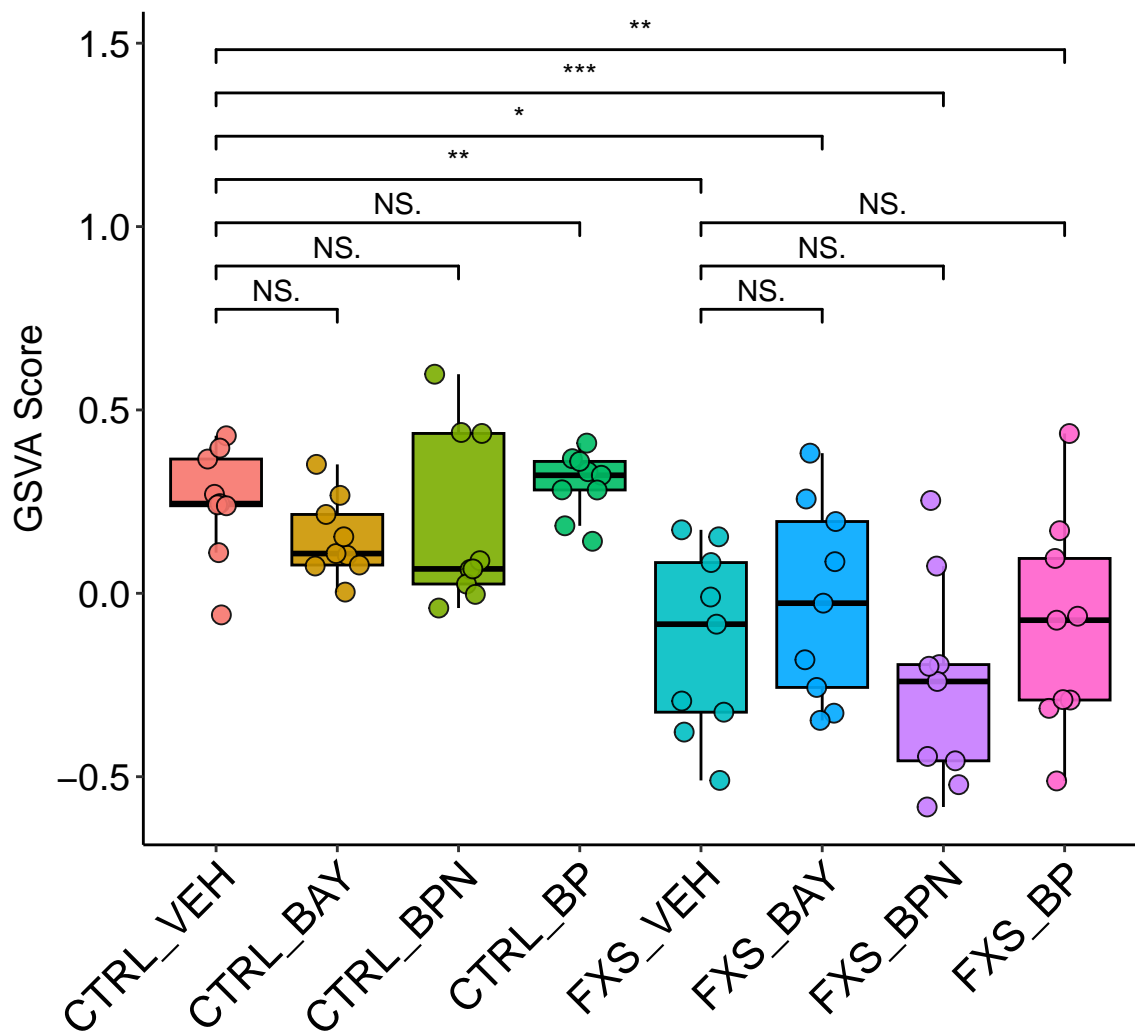 **
1.5
***
*
**
NS.
NS.
1.0
NS.
NS.
NS.
NS.
GSVA Score
0.5
0.0
−0.5
CTRL_VEH
CTRL_BAY
CTRL_BPN
CTRL_BP
FXS_VEH
FXS_BAY
FXS_BPN
FXS_BP